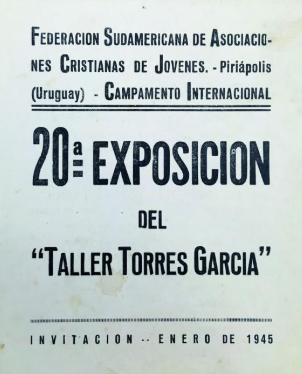 FEDERACION SUDAMERICANA DE ASOCIACIO-
NES CRISTIANAS DE JOVENES. - Piriápolis
(Uruguay) - CAMPAMENTO INTERNACIONAL
20ª EXPOSICION
DEL
"TALLER TORRES GARCIA"
INVITACION -- ENERO DE 1945